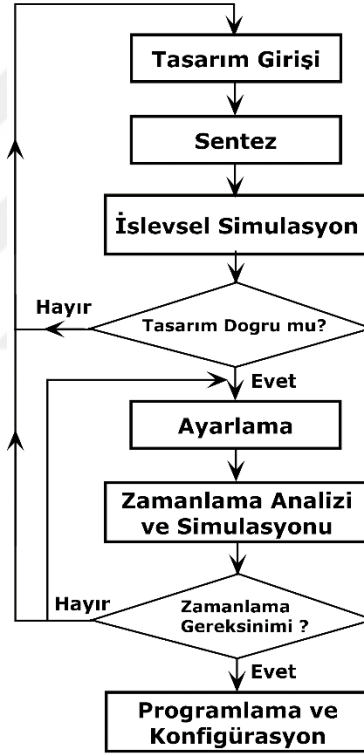 Tasarım Girişi
Sentez
İslevsel Simulasyon
Hayır
Tasarım Dogru mu?
Evet
Ayarlama
Zamanlama Analizi
ve Simulasyonu
Hayır
Zamanlama
Gereksinimi ?
Evet
Programlama ve
Konfigürasyon